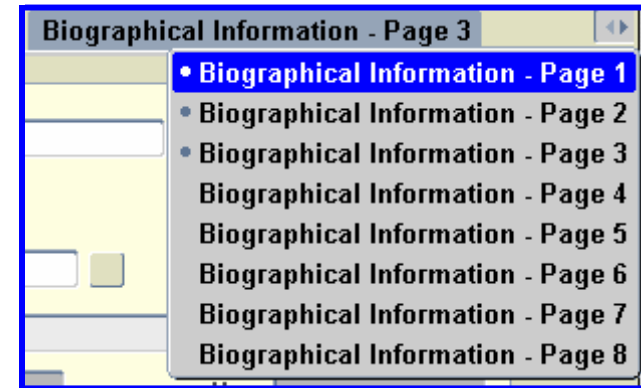 Biographical Information - Page 3
• Biographical Information - Page 1
• Biographical Information - Page 2
• Biographical Information - Page 3
Biographical Information - Page 4
Biographical Information - Page 5
Biographical Information - Page 6
Biographical Information - Page 7
Biographical Information - Page 8